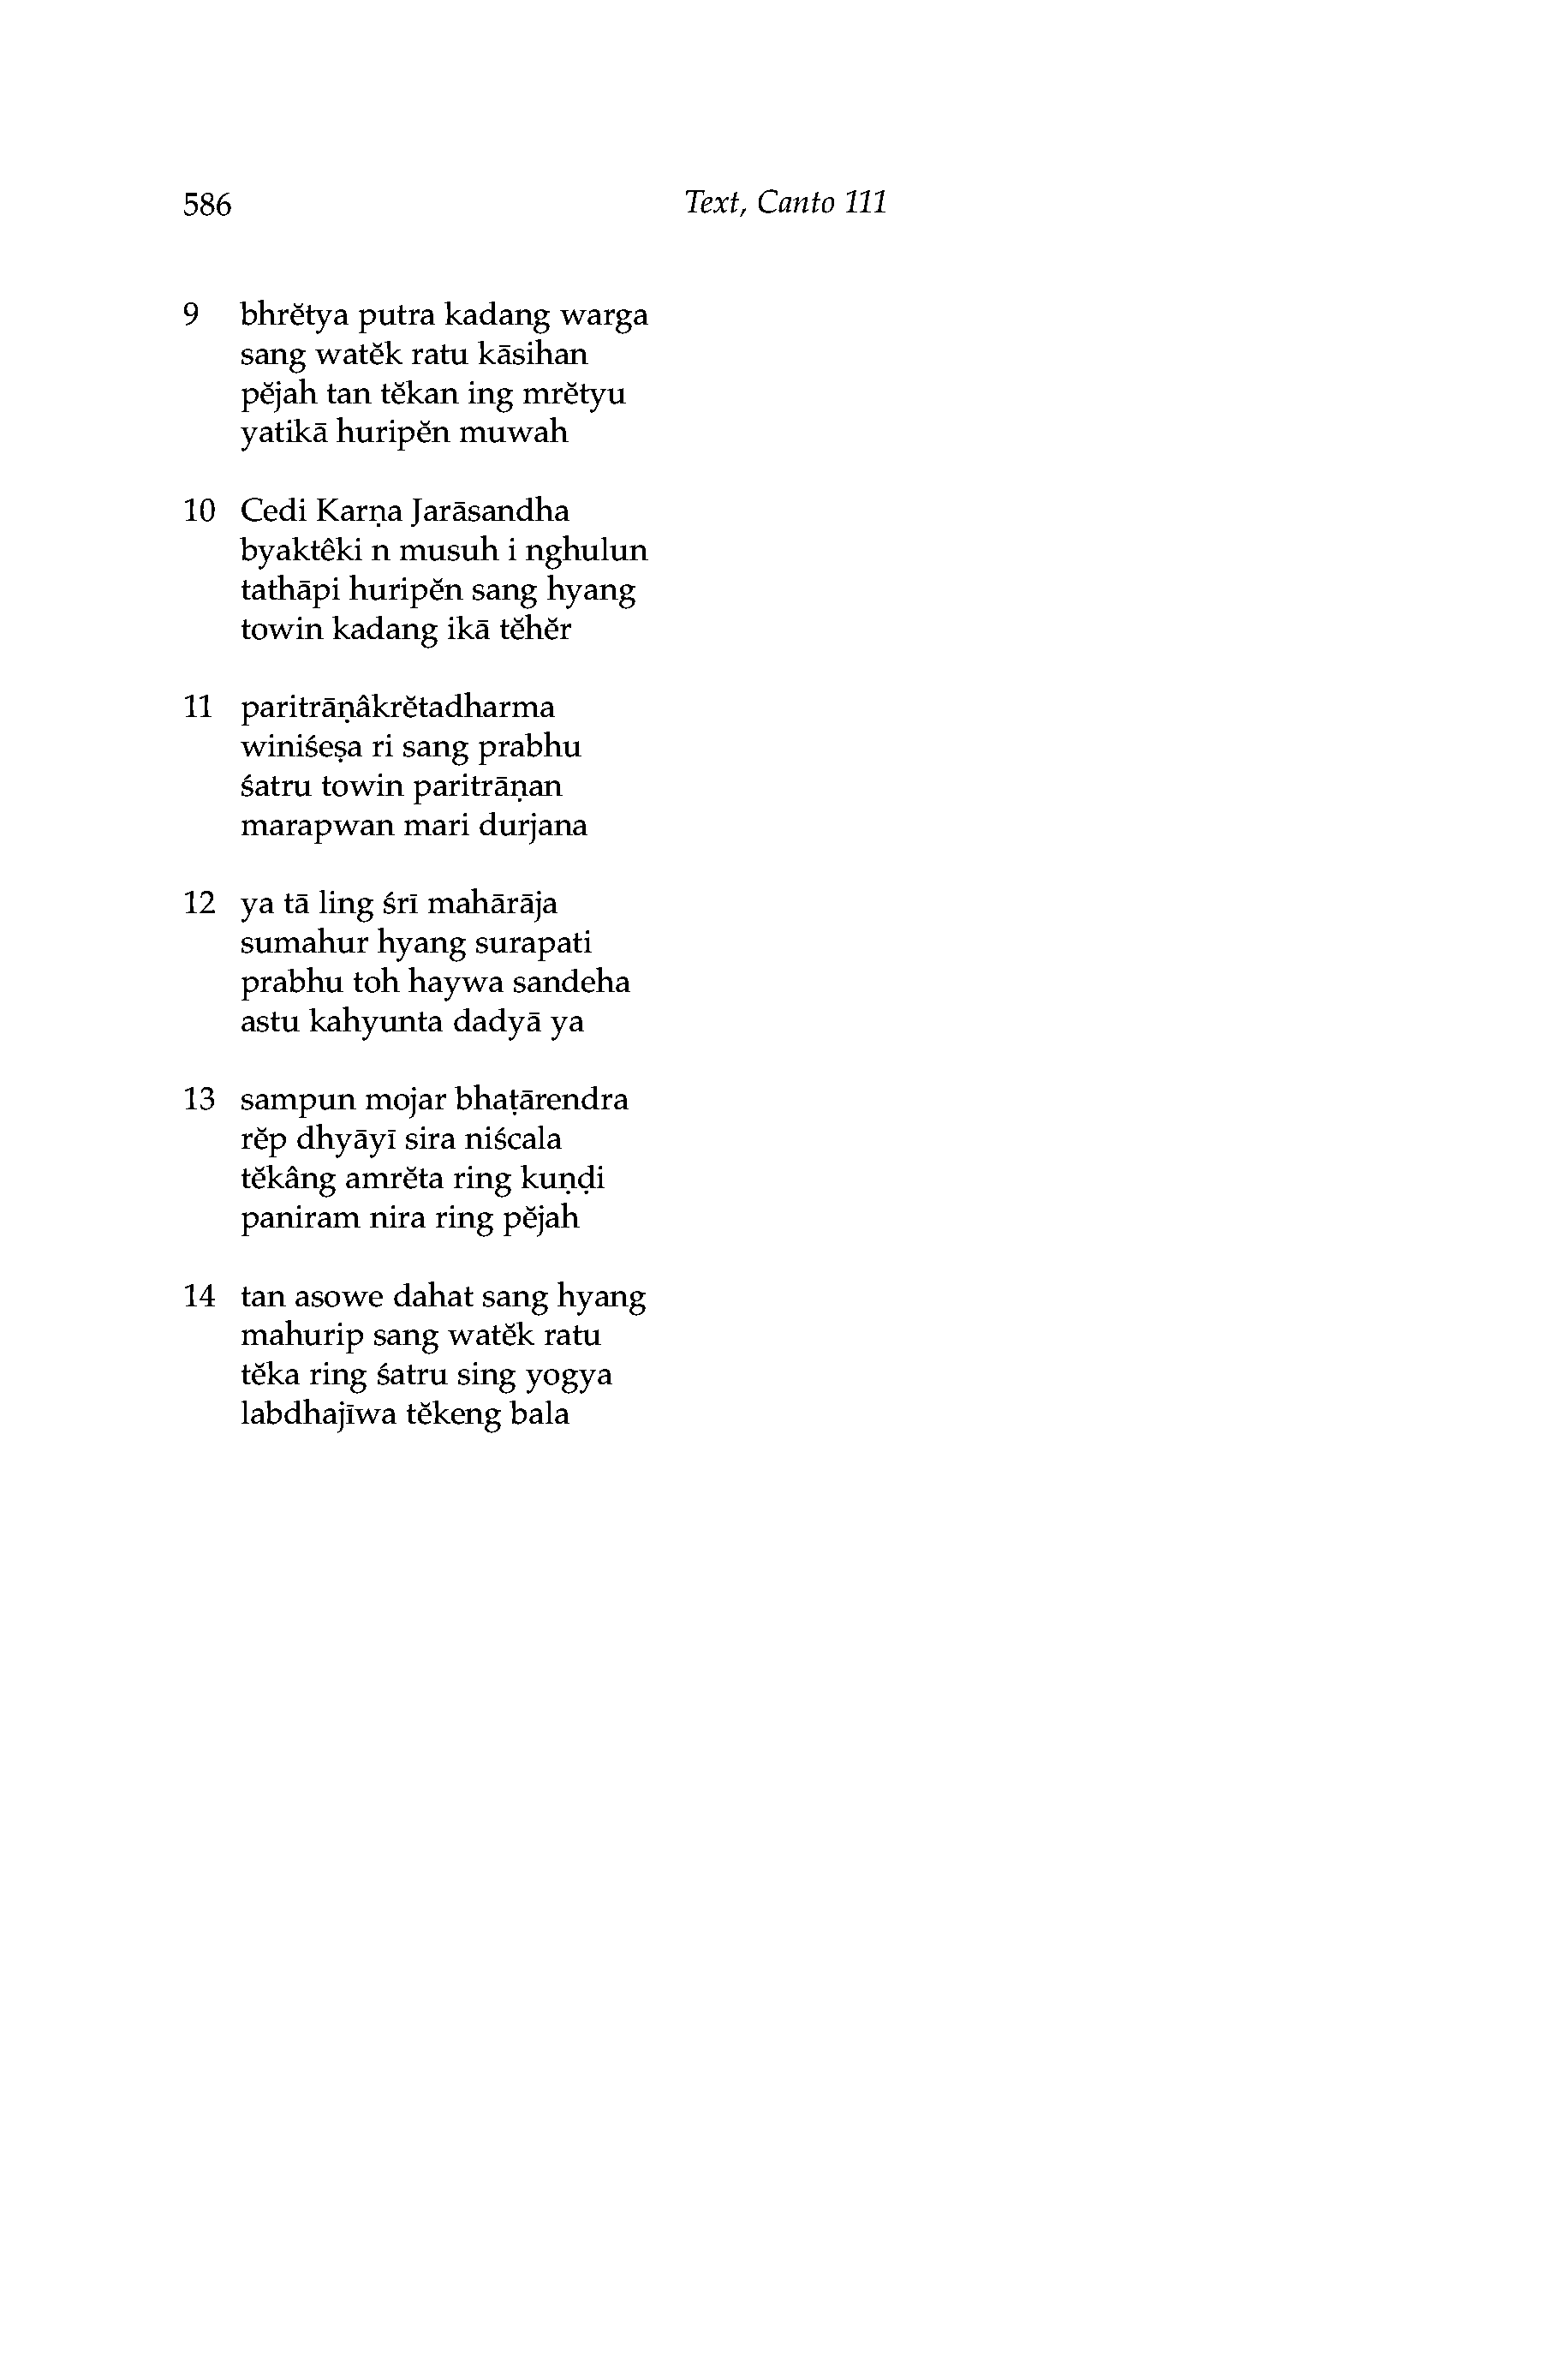 586 Text, Canto 111
9 bhrĕtya putra kadang warga
sang watĕk ratu kāsihan
pĕjah tan tĕkan ing mrĕtyu
yatikā huripĕn muwah
10 Cedi Karṇa Jarāsandha
byaktêki n musuh i nghulun
tathāpi huripĕn sang hyang
towin kadang ikā tĕhĕr
11 paritrāṇâkrĕtadharma
winiśeṣa ri sang prabhu
śatru towin paritrāṇan
marapwan mari durjana
12 ya tā ling śrī mahārāja
sumahur hyang surapati
prabhu toh haywa sandeha
astu kahyunta dadyā ya
13 sampun mojar bhaṭārendra
rĕp dhyāyī sira niścala
tĕkâng amrĕta ring kuṇḍi
paniram nira ring pĕjah
14 tan asowe dahat sang hyang
mahurip sang watĕk ratu
tĕka ring śatru sing yogya
labdhajīwa tĕkeng bala